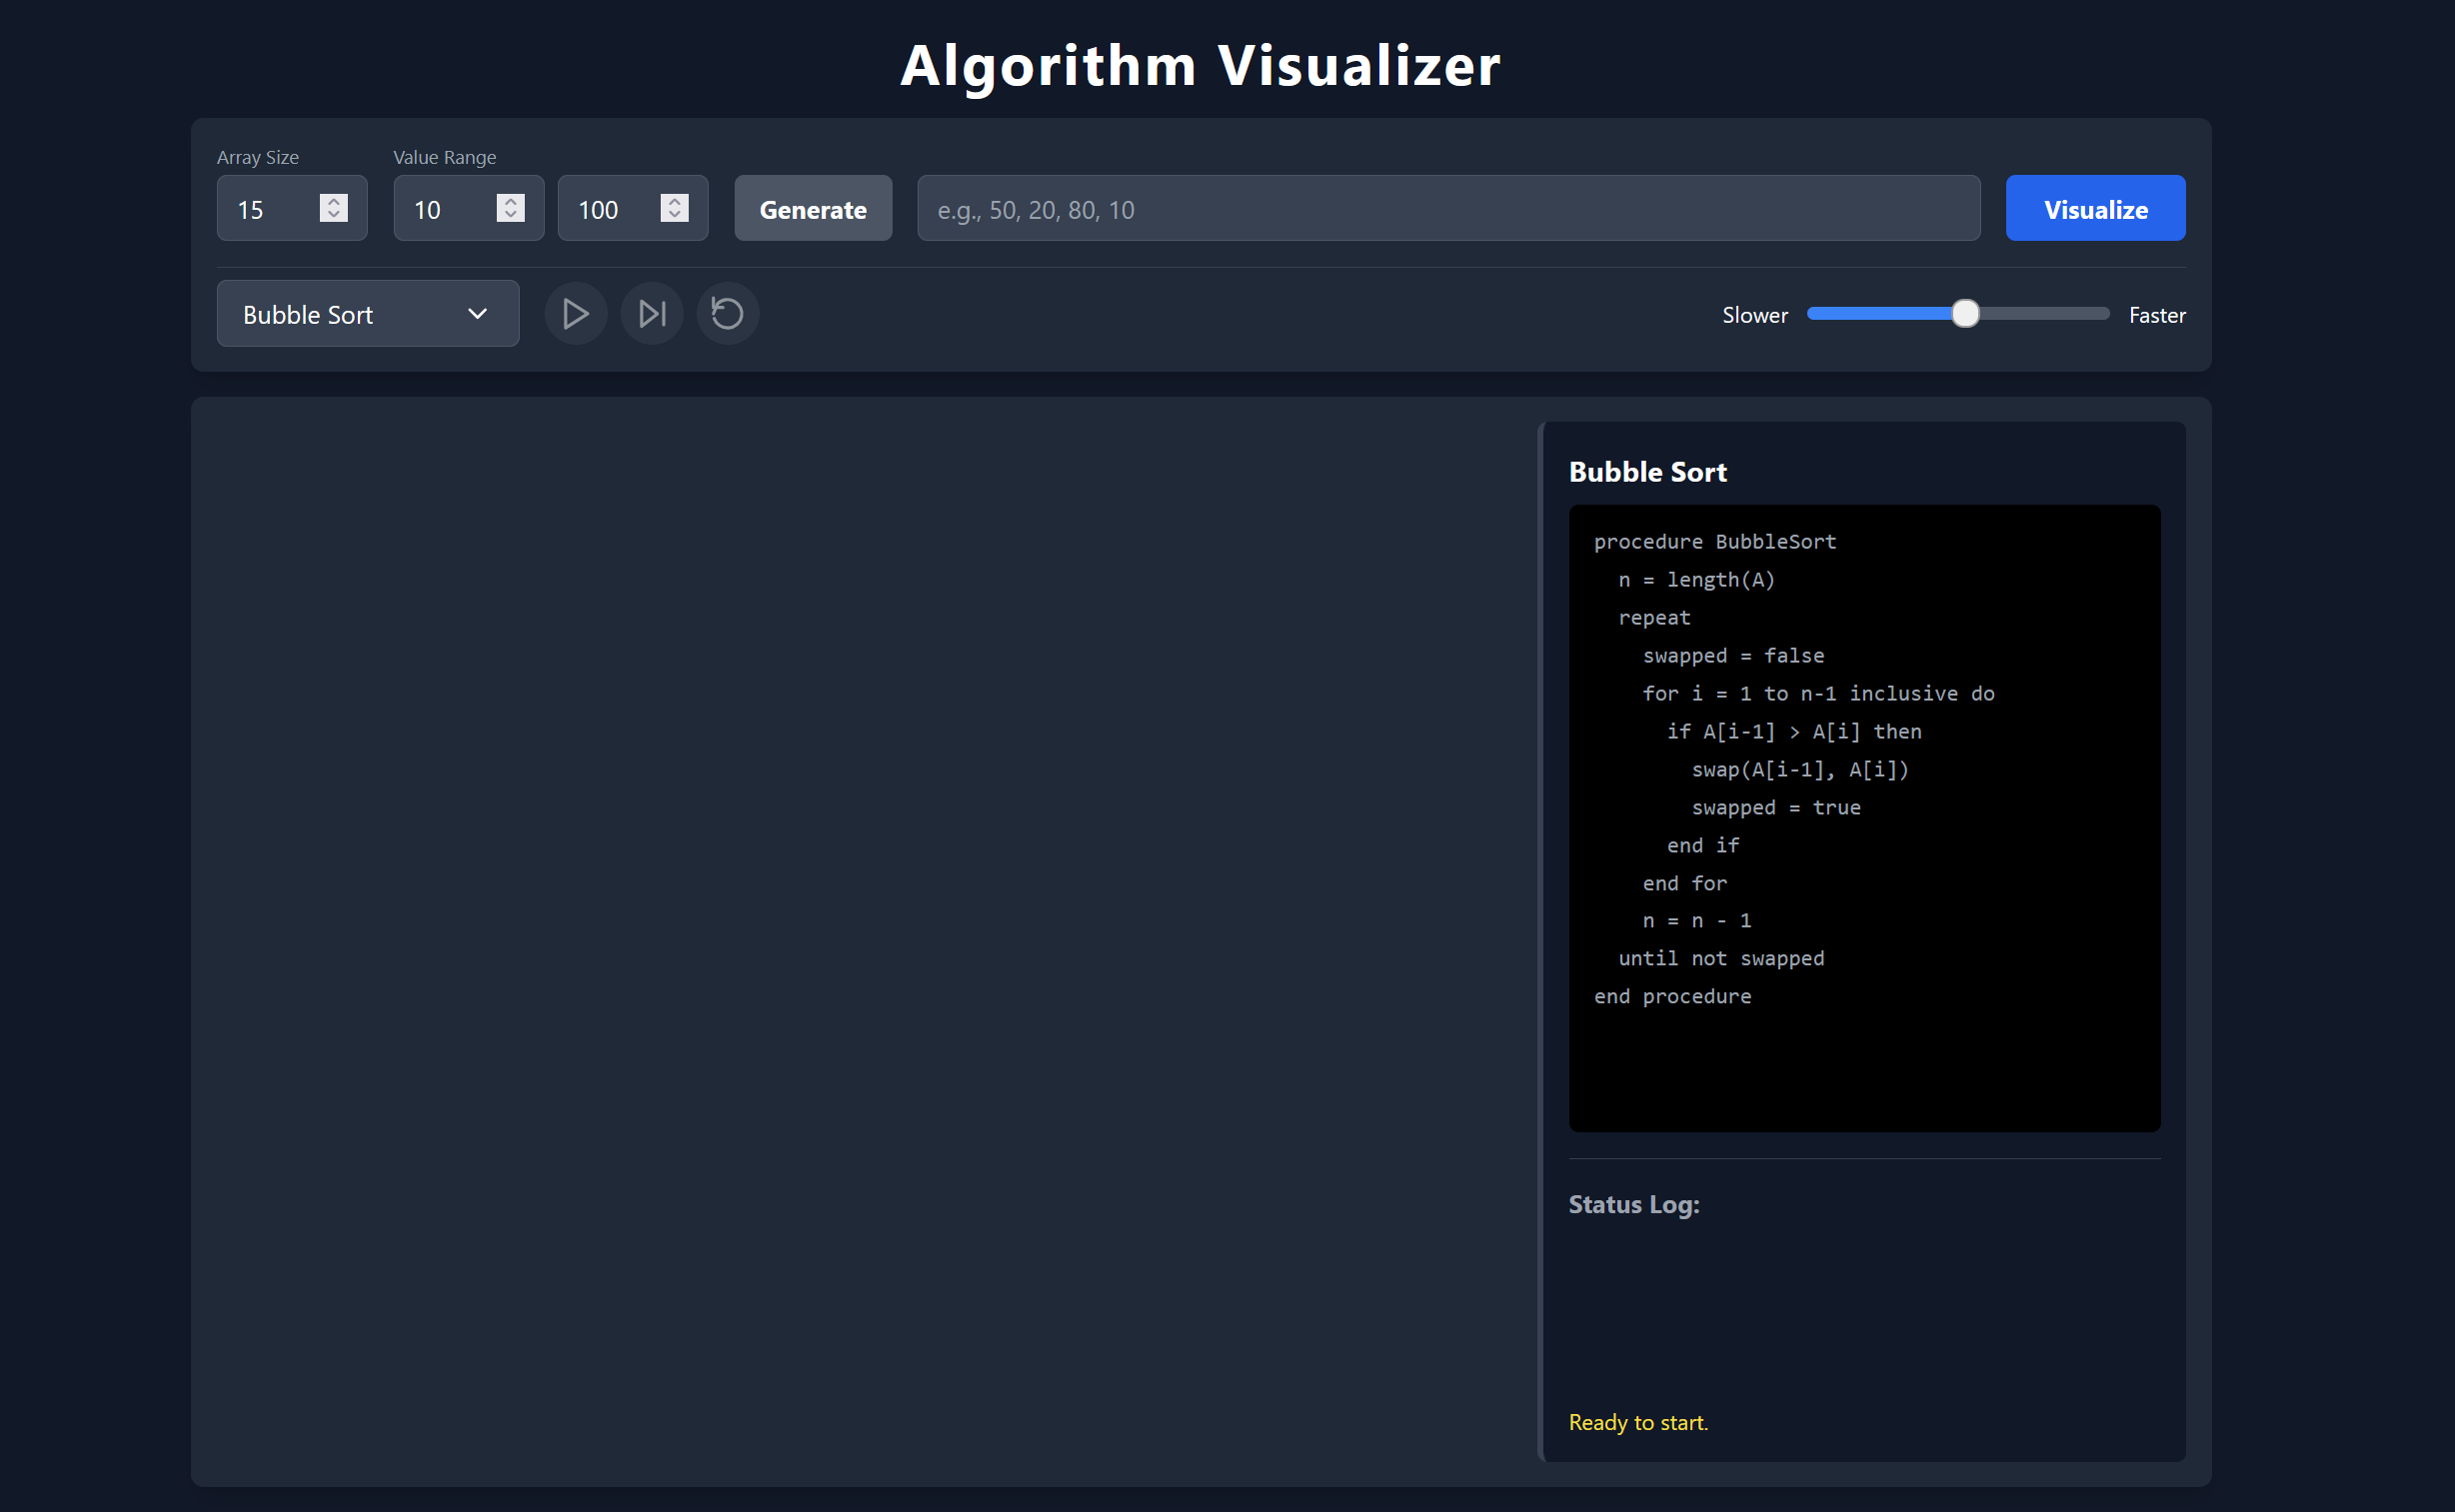 Algorithm Visualizer
Array Size
Value Range
15
10
100
Generate
e.g., 50, 20, 80, 10
Visualize
Bubble Sort
Slower
Faster
Bubble Sort
procedure BubbleSort
  n = length(A)
  repeat
    swapped = false
    for i = 1 to n-1 inclusive do
      if A[i-1] > A[i] then
        swap(A[i-1], A[i])
        swapped = true
      end if
    end for
    n = n - 1
  until not swapped
end procedure
Status Log:
Ready to start.